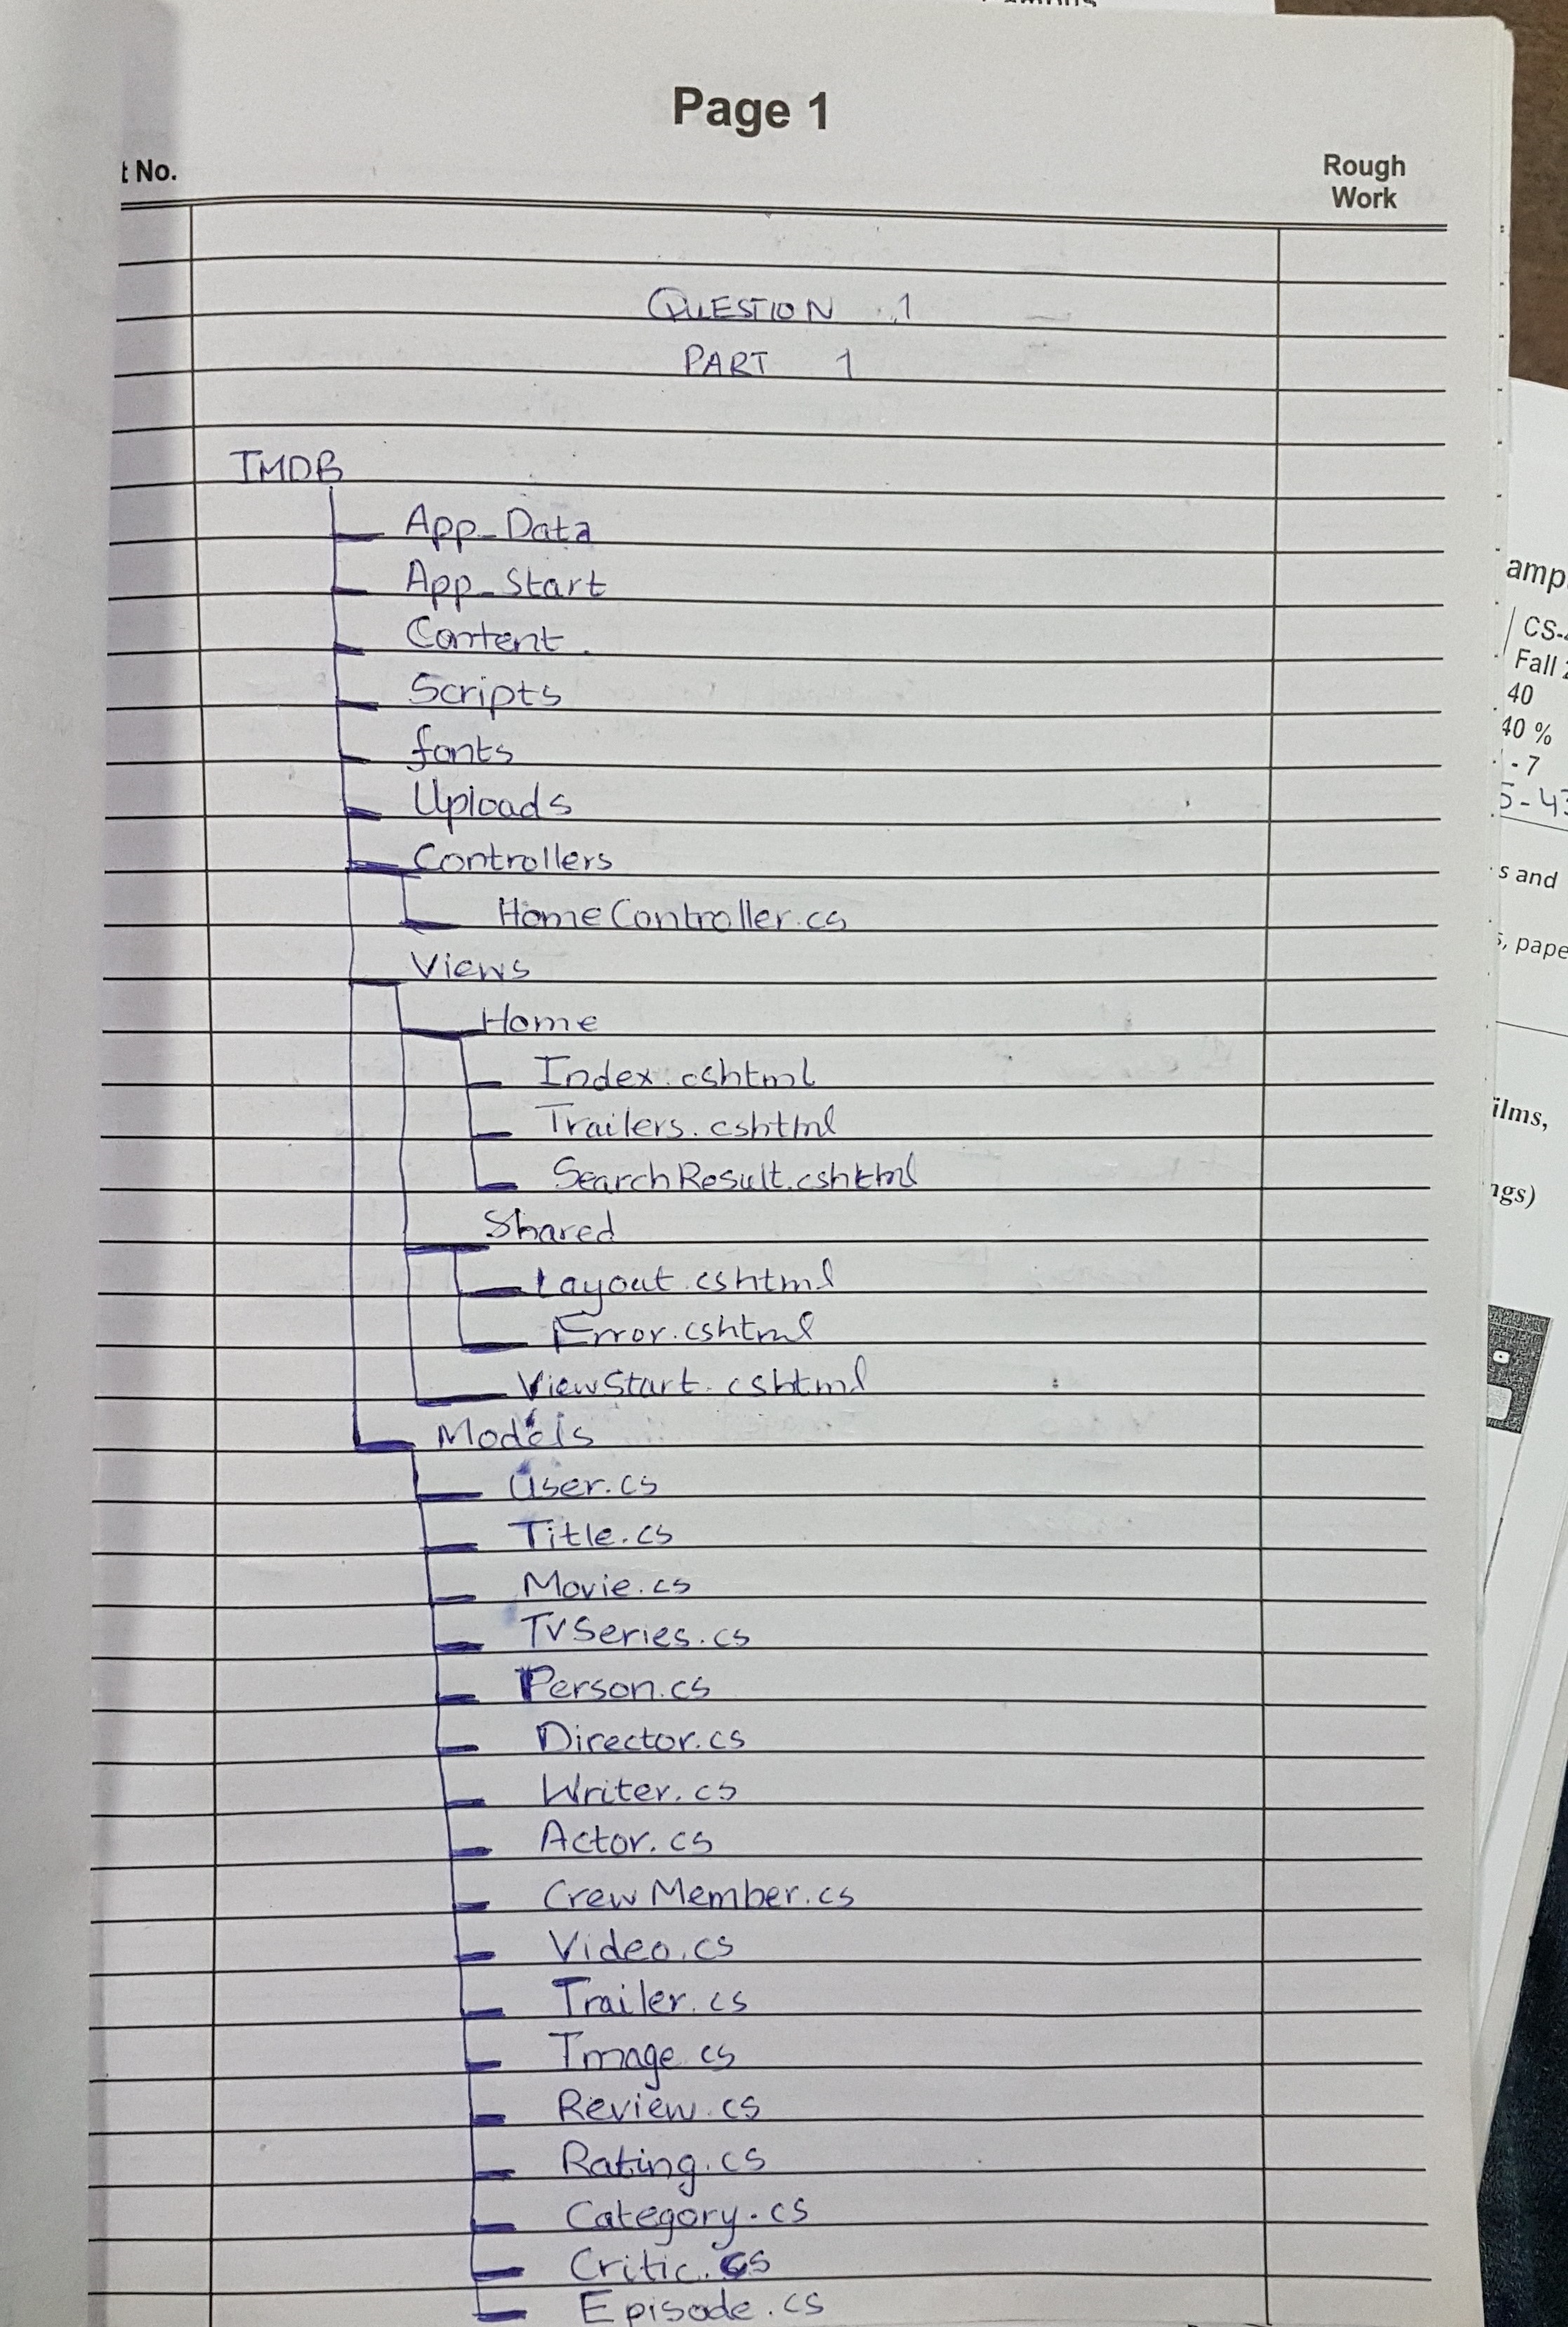 Page 1
t No.
Rough
Work
QUESTION 1
PART 1
TMDB
App_Data
App_Start
Content
Scripts
fonts
Uploads
Controllers
HomeController.cs
Views
Home
Index.cshtml
Trailers.cshtml
SearchResult.cshtml
Shared
Layout.cshtml
Error.cshtml
ViewStart.cshtml
Models
User.cs
Title.cs
Movie.cs
TVSeries.cs
Person.cs
Director.cs
Writer.cs
Actor.cs
CrewMember.cs
Video.cs
Trailer.cs
Image.cs
Review.cs
Rating.cs
Category.cs
Critic.cs
Episode.cs
amp
CS-
Fall
40
40 %
- 7
5-43
s and
s, pape
ilms,
ngs)